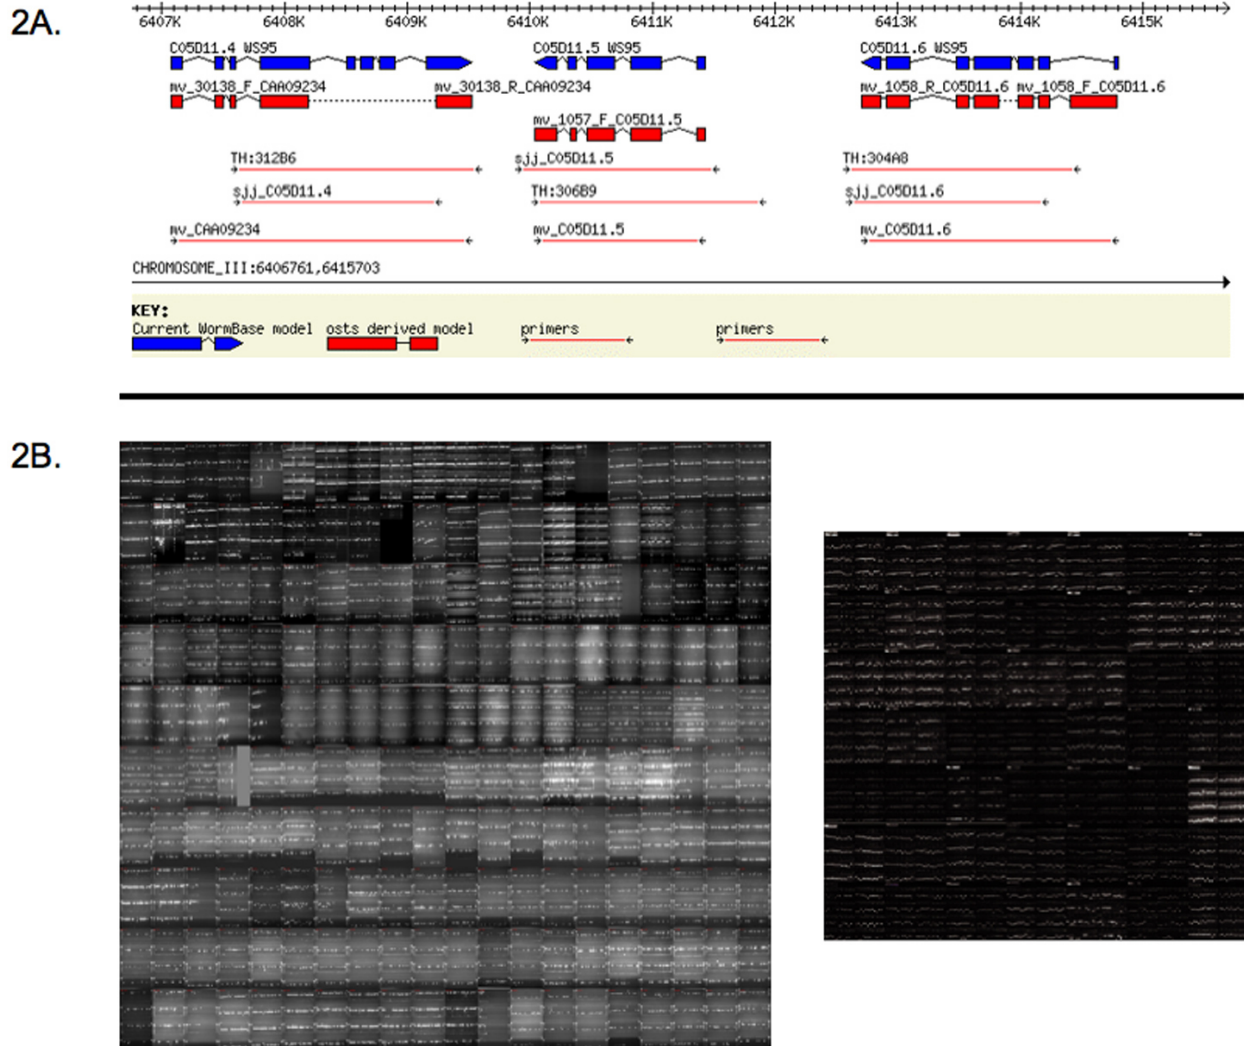 2A.
6407K 6408K 6409K 6410K 6411K 6412K 6413K 6414K 6415K
C05D11.4 WS95 C05D11.5 WS95 C05D11.6 WS95
mv_30138_F_CAA09234 mv_30138_R_CAA09234 mv_1058_R_C05D11.6 mv_1058_F_C05D11.6
mv_1057_F_C05D11.5
TH:312B6 sjj_C05D11.5 TH:304A8
sjj_C05D11.4 TH:306B9 sjj_C05D11.6
mv_CAA09234 mv_C05D11.5 mv_C05D11.6
CHROMOSOME_III:6406761,6415703
KEY:
Current WormBase model osts derived model primers primers
2B.